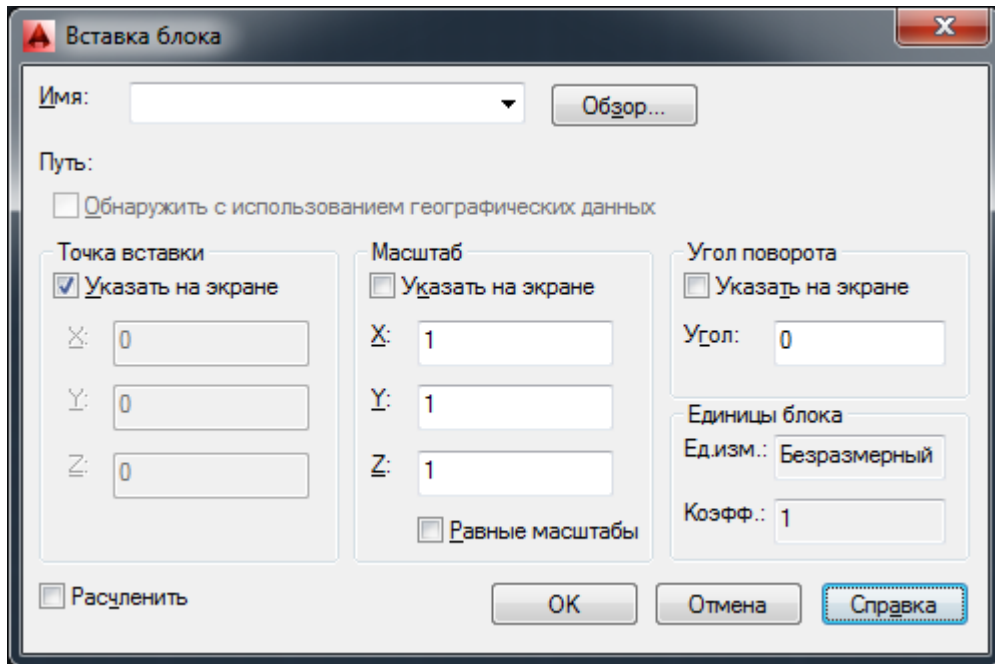 Вставка блока
Имя:
Обзор...
Путь:
Обнаружить с использованием географических данных
Точка вставки
Указать на экране
X: 0
Y: 0
Z: 0
Масштаб
Указать на экране
X: 1
Y: 1
Z: 1
Равные масштабы
Угол поворота
Указать на экране
Угол: 0
Единицы блока
Ед.изм.: Безразмерный
Коэфф.: 1
Расчленить
ОК
Отмена
Справка